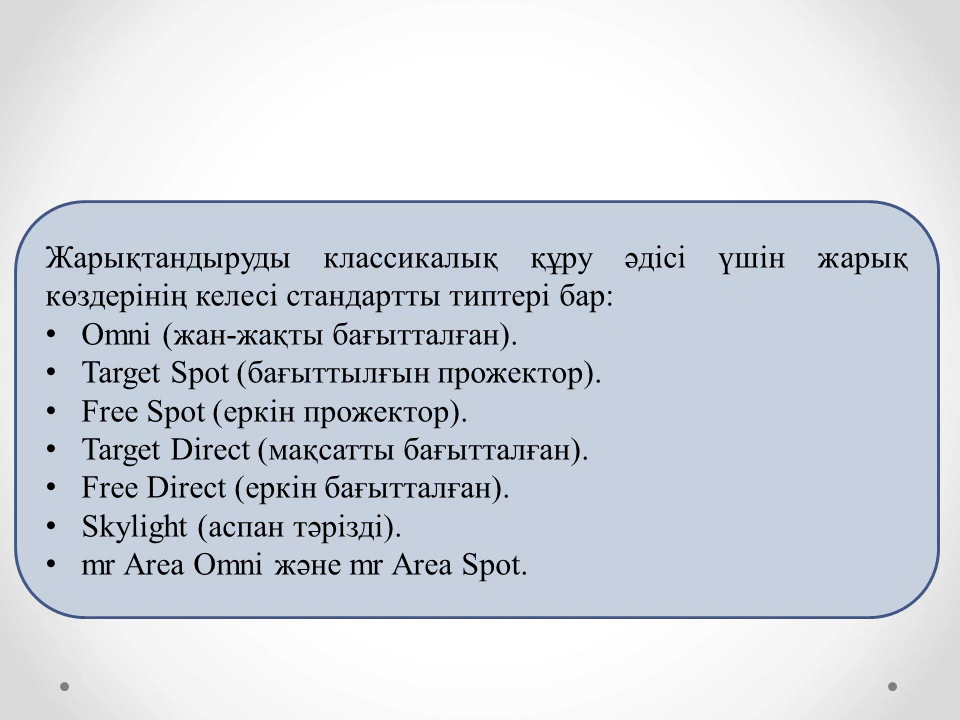 Жарықтандыруды классикалық құру әдісі үшін жарық
көздерінің келесі стандартты типтері бар:
• Omni (жан-жақты бағытталған).
• Target Spot (бағыттылғын прожектор).
• Free Spot (еркін прожектор).
• Target Direct (мақсатты бағытталған).
• Free Direct (еркін бағытталған).
• Skylight (аспан тәрізді).
• mr Area Omni және mr Area Spot.